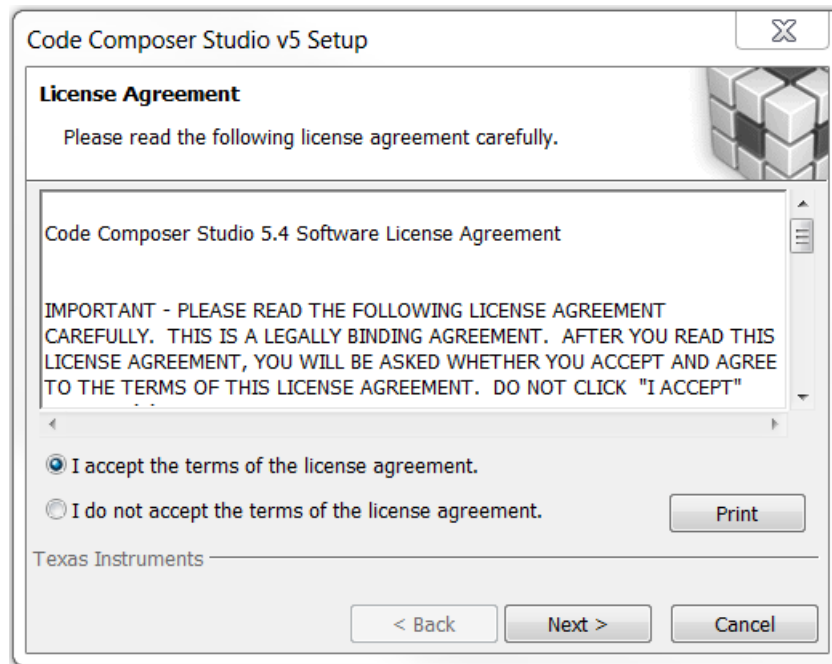 Code Composer Studio v5 Setup
License Agreement
Please read the following license agreement carefully.
Code Composer Studio 5.4 Software License Agreement
IMPORTANT - PLEASE READ THE FOLLOWING LICENSE AGREEMENT
CAREFULLY.  THIS IS A LEGALLY BINDING AGREEMENT.  AFTER YOU READ THIS
LICENSE AGREEMENT, YOU WILL BE ASKED WHETHER YOU ACCEPT AND AGREE
TO THE TERMS OF THIS LICENSE AGREEMENT.  DO NOT CLICK  "I ACCEPT"
I accept the terms of the license agreement.
I do not accept the terms of the license agreement.
Print
Texas Instruments
< Back
Next >
Cancel